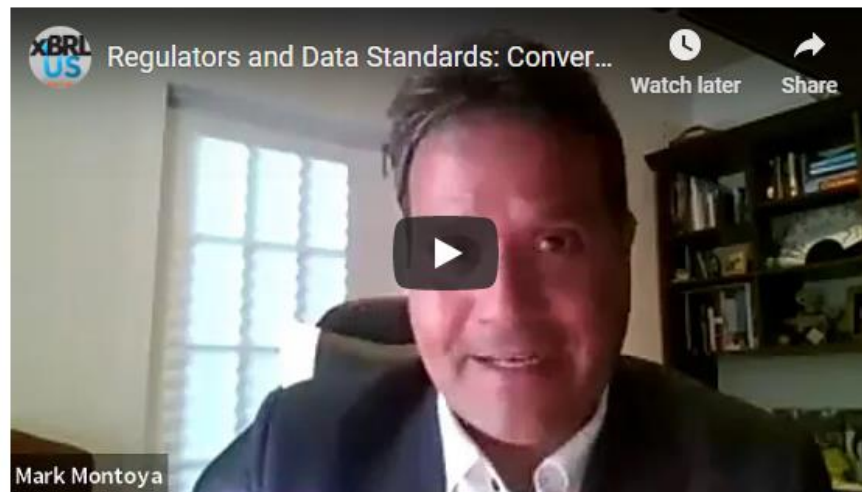 XBRL
US
Regulators and Data Standards: Conver...
Watch later
Share
Mark Montoya